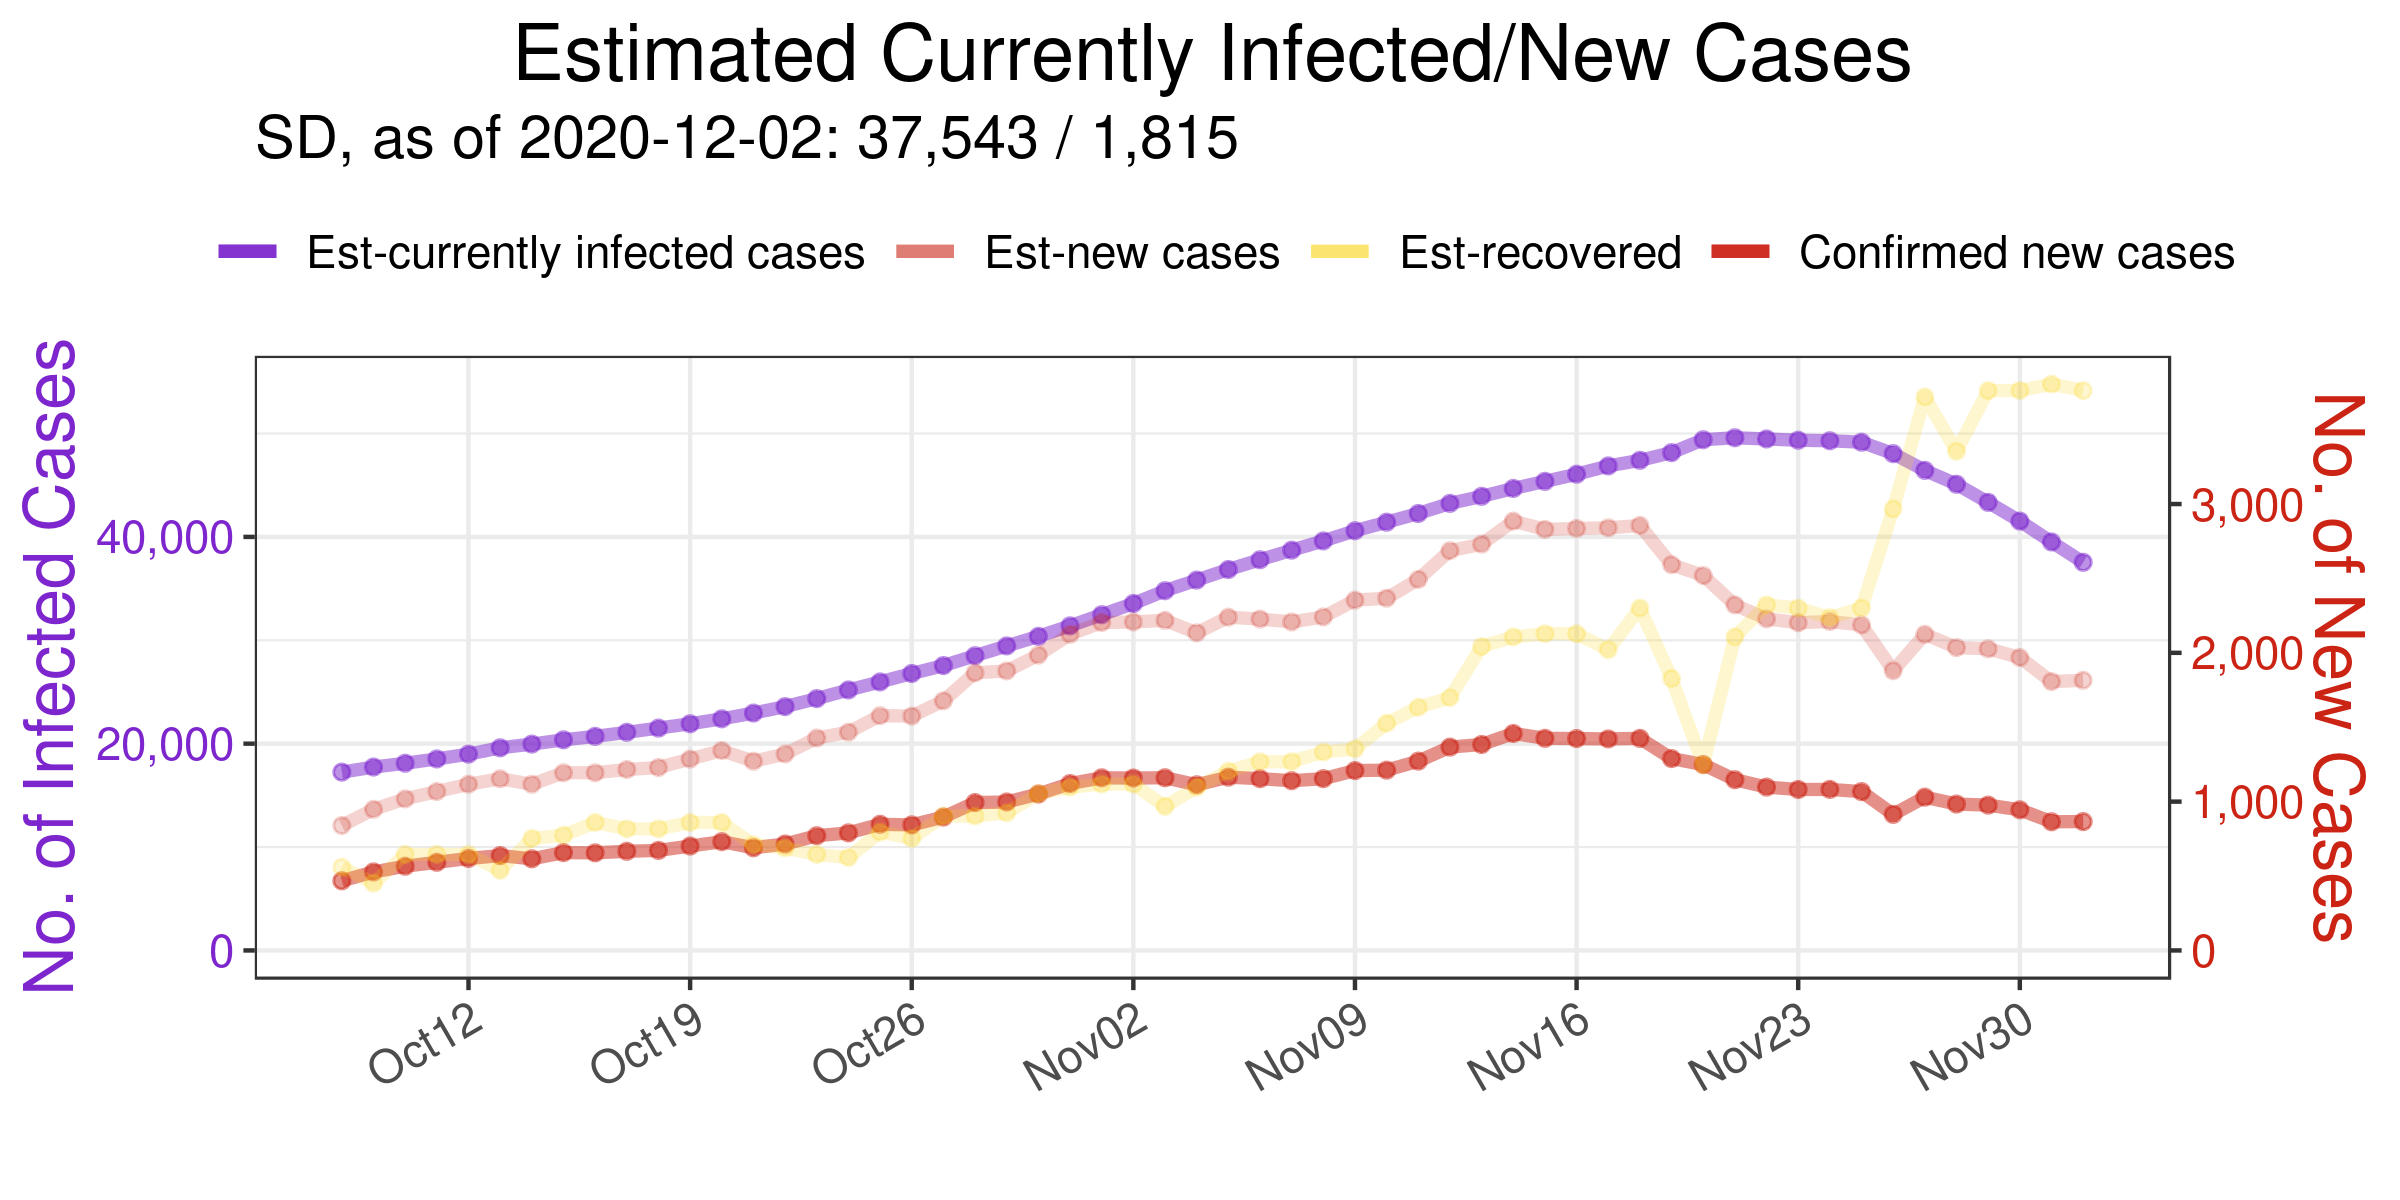 Estimated Currently Infected/New Cases
SD, as of 2020-12-02: 37,543 / 1,815
Est-currently infected cases Est-new cases Est-recovered Confirmed new cases
No. of Infected Cases
40,000
20,000
0
No. of New Cases
3,000
2,000
1,000
0
Oct12 Oct19 Oct26 Nov02 Nov09 Nov16 Nov23 Nov30